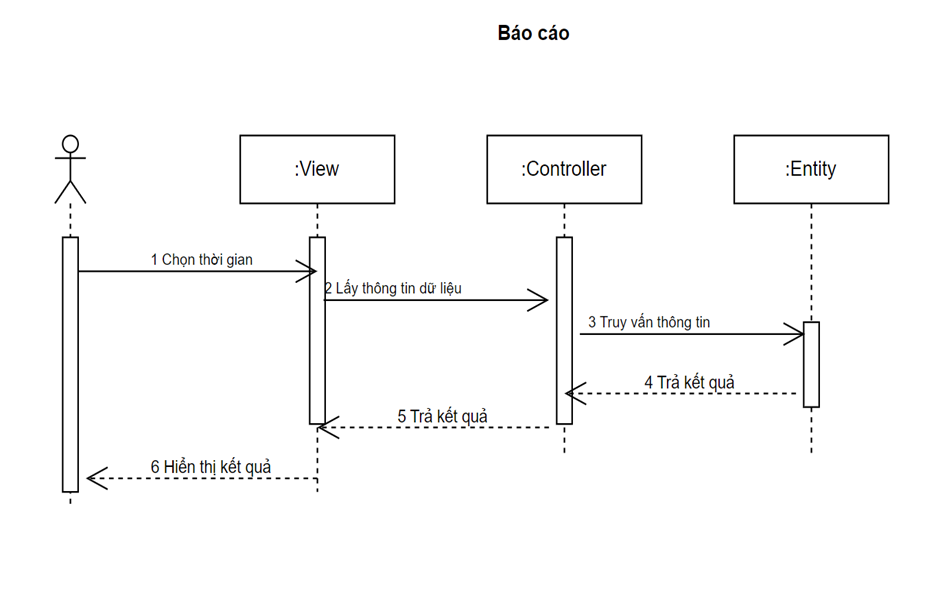 Báo cáo
:View
:Controller
:Entity
1 Chọn thời gian
2 Lấy thông tin dữ liệu
3 Truy vấn thông tin
4 Trả kết quả
5 Trả kết quả
6 Hiển thị kết quả